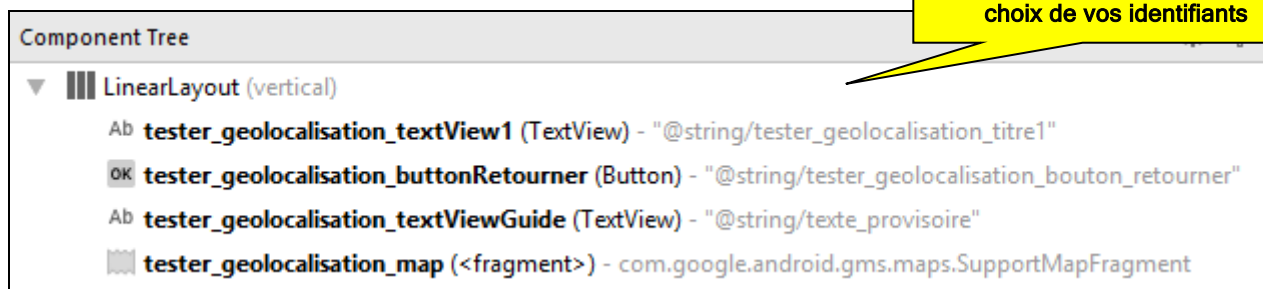 choix de vos identifiants
Component Tree
LinearLayout (vertical)
Ab tester_geolocalisation_textView1 (TextView) - "@string/tester_geolocalisation_titre1"
OK tester_geolocalisation_buttonRetourner (Button) - "@string/tester_geolocalisation_bouton_retourner"
Ab tester_geolocalisation_textViewGuide (TextView) - "@string/texte_provisoire"
tester_geolocalisation_map (<fragment>) - com.google.android.gms.maps.SupportMapFragment